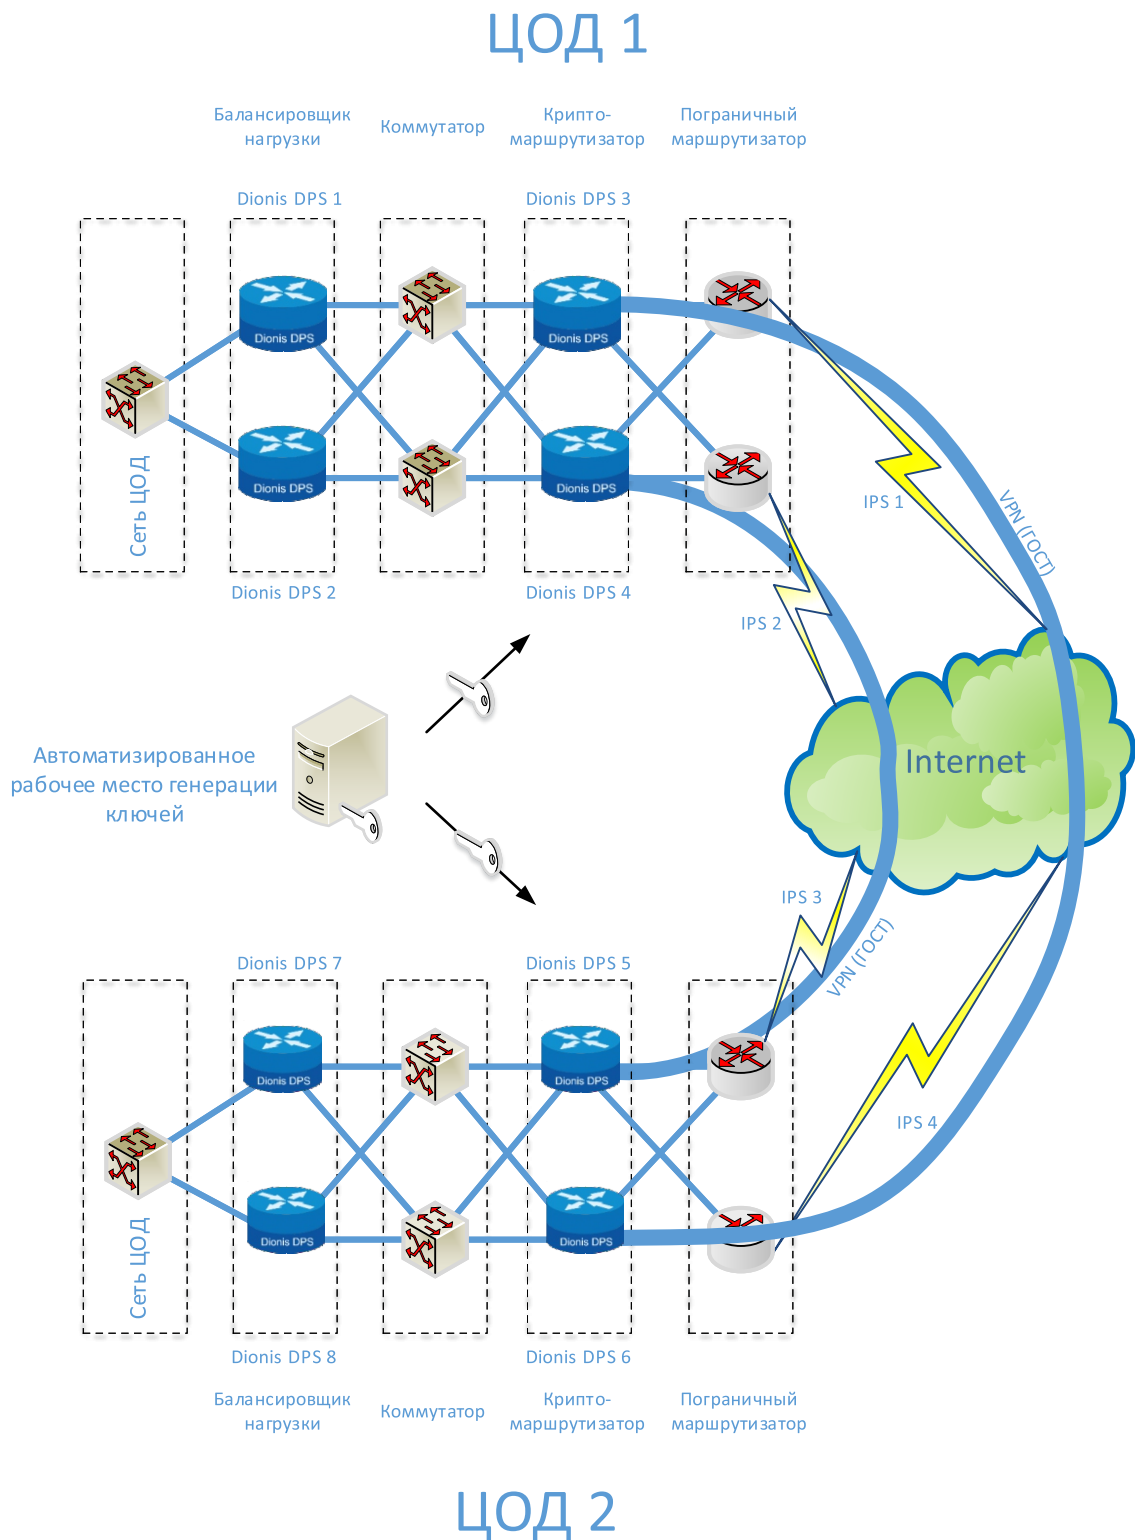 ЦОД 1
Балансировщик
нагрузки
Коммутатор
Крипто-
маршрутизатор
Пограничный
маршрутизатор
Dionis DPS 1
Dionis DPS 3
Dionis DPS
Dionis DPS
Dionis DPS
Dionis DPS
Сеть ЦОД
IPS 1
VPN (ГОСТ)
Dionis DPS 2
Dionis DPS 4
IPS 2
Автоматизированное
рабочее место генерации
ключей
Internet
IPS 3
VPN (ГОСТ)
Dionis DPS 7
Dionis DPS 5
Dionis DPS
Dionis DPS
IPS 4
Dionis DPS
Dionis DPS
Сеть ЦОД
Dionis DPS 8
Dionis DPS 6
Балансировщик
нагрузки
Коммутатор
Крипто-
маршрутизатор
Пограничный
маршрутизатор
ЦОД 2